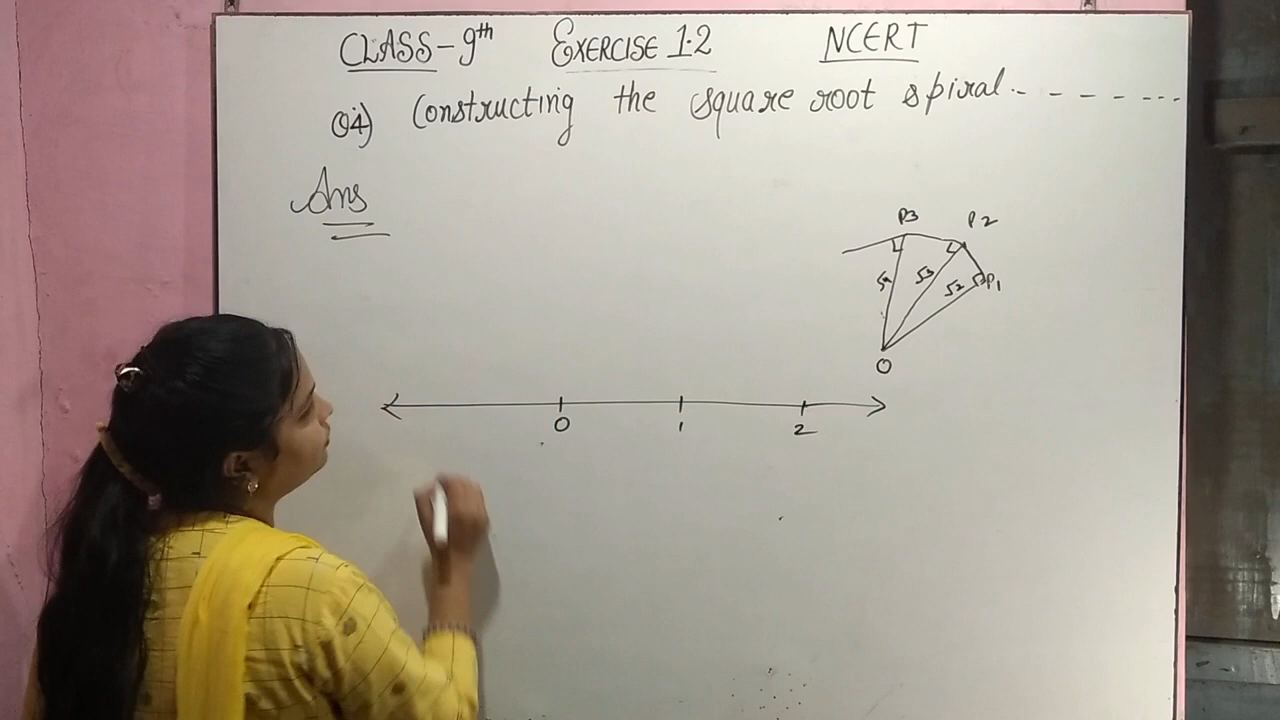 CLASS-9th EXERCISE 1.2 NCERT
Q4) Constructing the square root spiral.- - - - - ---
Ans
P3 P2
√3 √2 P1
O
0 1 2